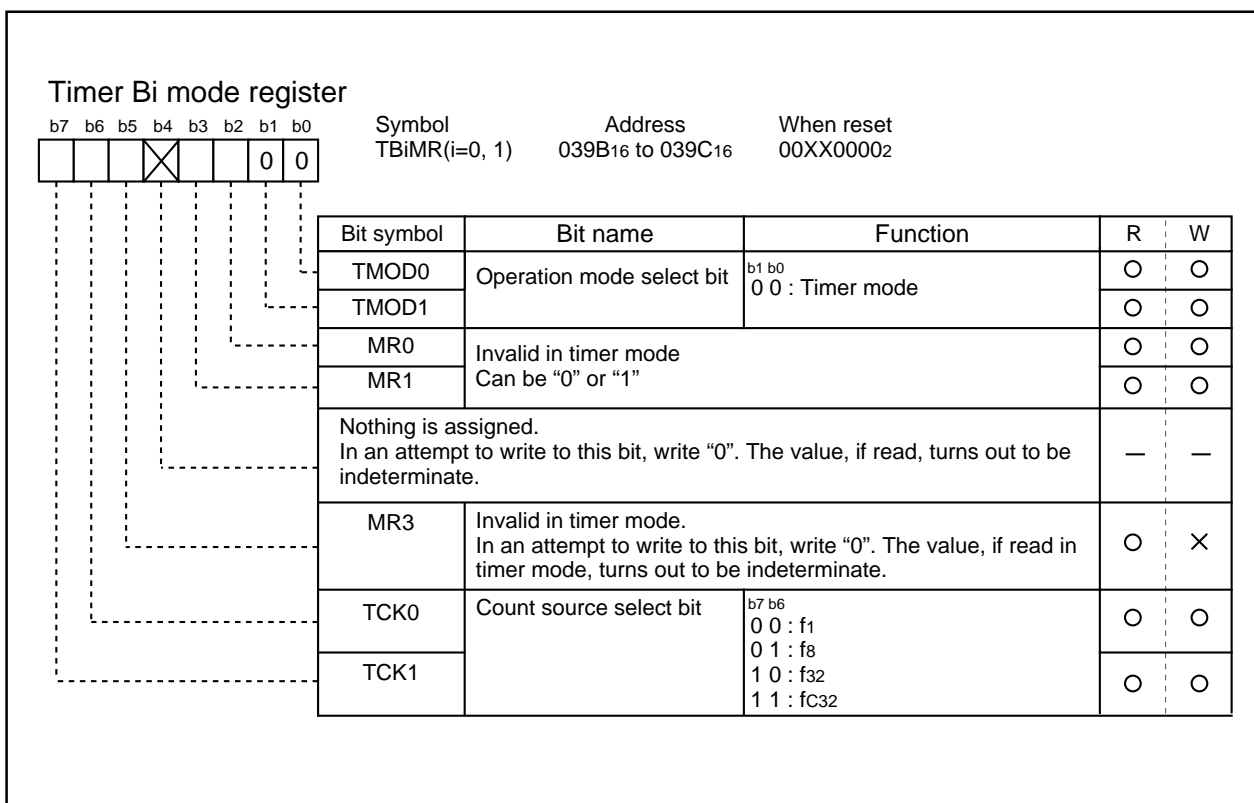 Timer Bi mode register
b7 b6 b5 b4 b3 b2 b1 b0
0 0
Symbol Address When reset
TBiMR(i=0, 1) 039B16 to 039C16 00XX00002
Bit symbol Bit name Function R W
TMOD0 Operation mode select bit b1 b0
0 0 : Timer mode
TMOD1
MR0 Invalid in timer mode
MR1 Can be “0” or “1”
Nothing is assigned.
In an attempt to write to this bit, write “0”. The value, if read, turns out to be
indeterminate.
MR3 Invalid in timer mode.
In an attempt to write to this bit, write “0”. The value, if read in
timer mode, turns out to be indeterminate.
TCK0 Count source select bit b7 b6
0 0 : f1
0 1 : f8
TCK1 1 0 : f32
1 1 : fC32